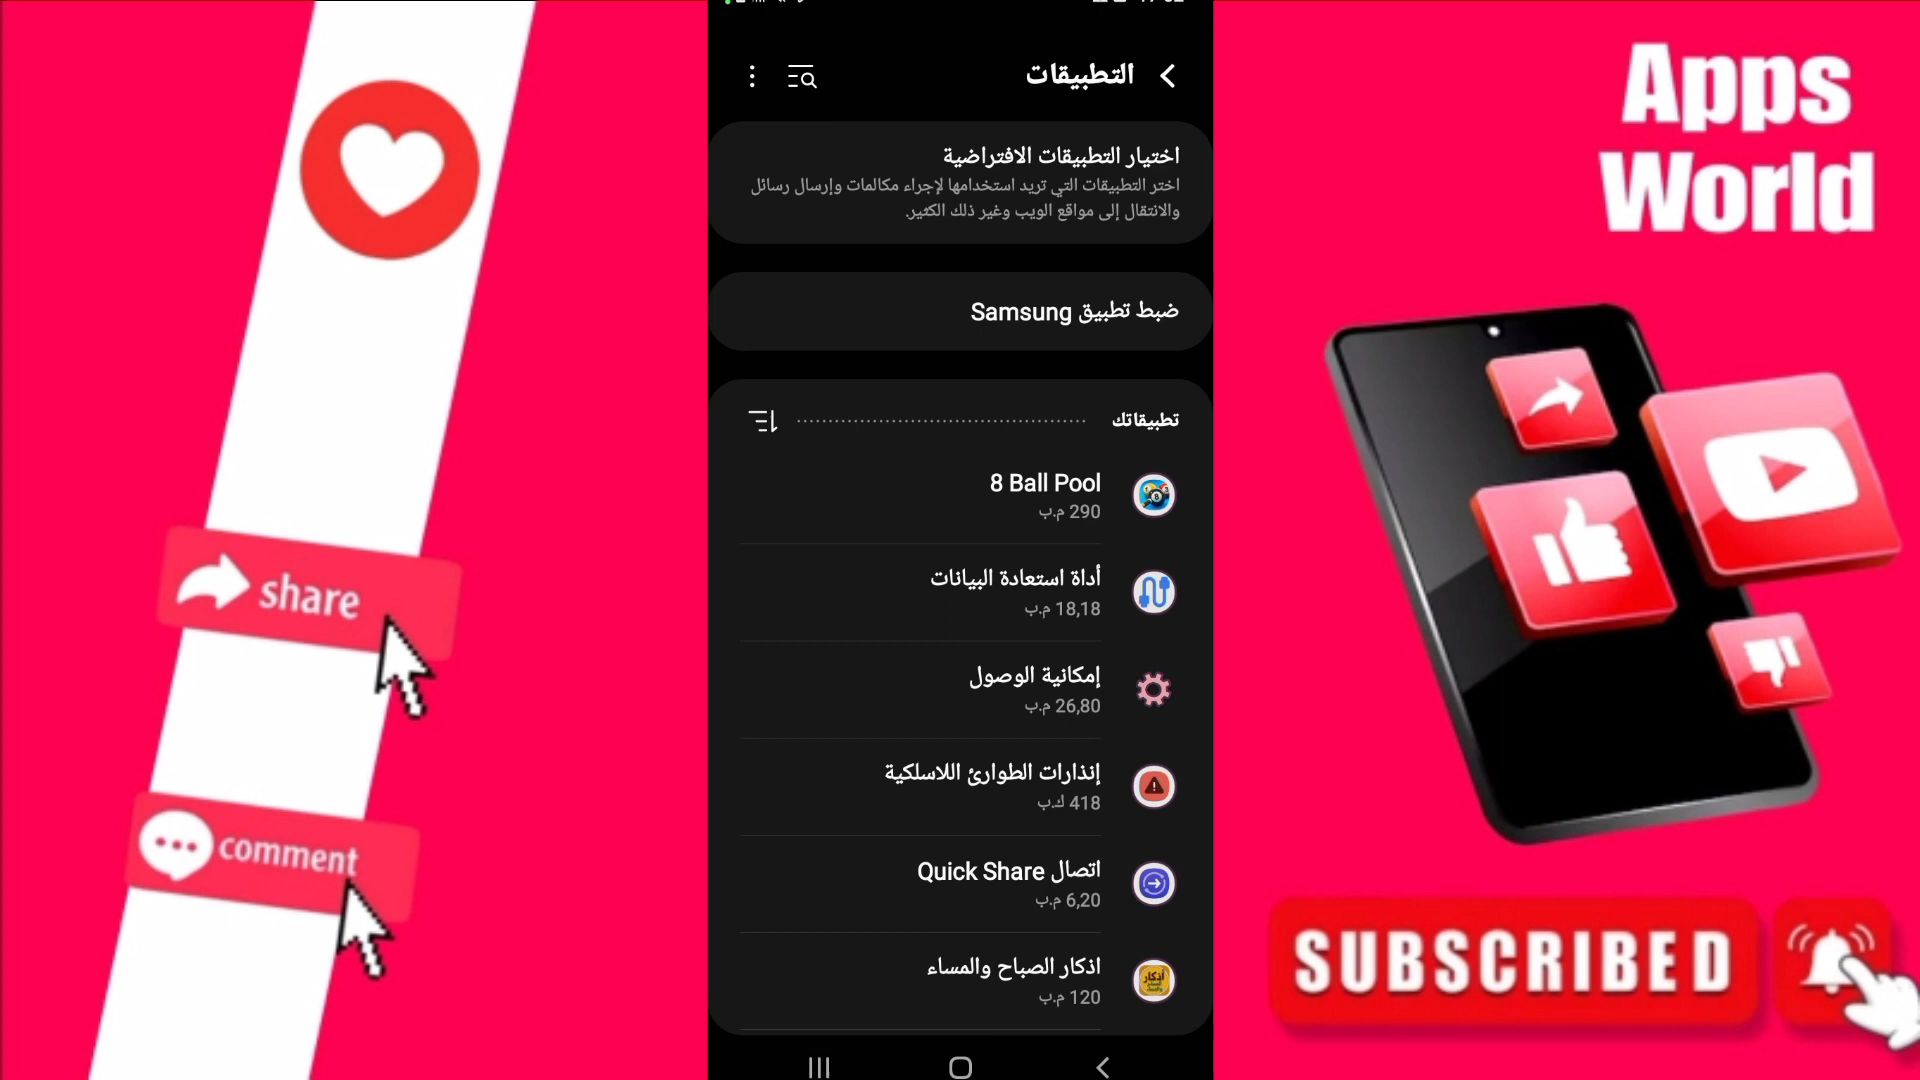 Apps
World
التطبيقات
اختيار التطبيقات الافتراضية
اختر التطبيقات التي تريد استخدامها لإجراء مكالمات وإرسال رسائل
والانتقال إلى مواقع الويب وغير ذلك الكثير.
ضبط تطبيق Samsung
تطبيقاتك
8 Ball Pool
290 م.ب
أداة استعادة البيانات
18,18 م.ب
إمكانية الوصول
26,80 م.ب
إنذارات الطوارئ اللاسلكية
418 ك.ب
اتصال Quick Share
6,20 م.ب
اذكار الصباح والمساء
120 م.ب
share
comment
SUBSCRIBED